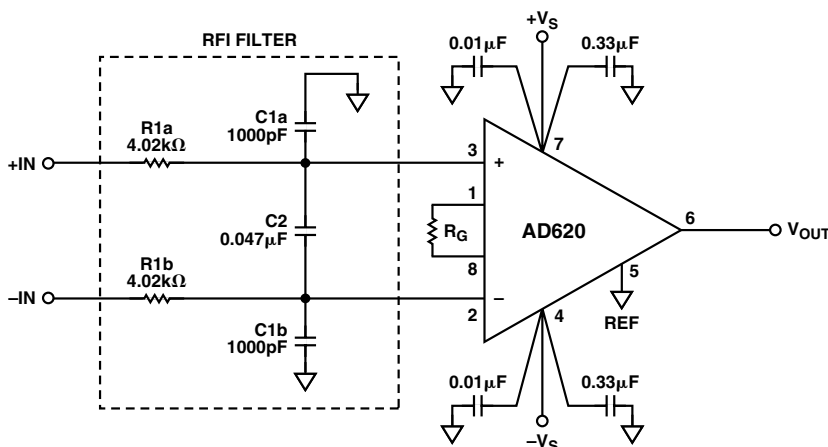 +VS
0.01μF
0.33μF
RFI FILTER
C1a
1000pF
R1a
4.02kΩ
+IN
3
+
7
1
C2
0.047μF
RG
AD620
6
VOUT
8
5
R1b
4.02kΩ
–IN
2
–
4
REF
C1b
1000pF
0.01μF
0.33μF
–VS